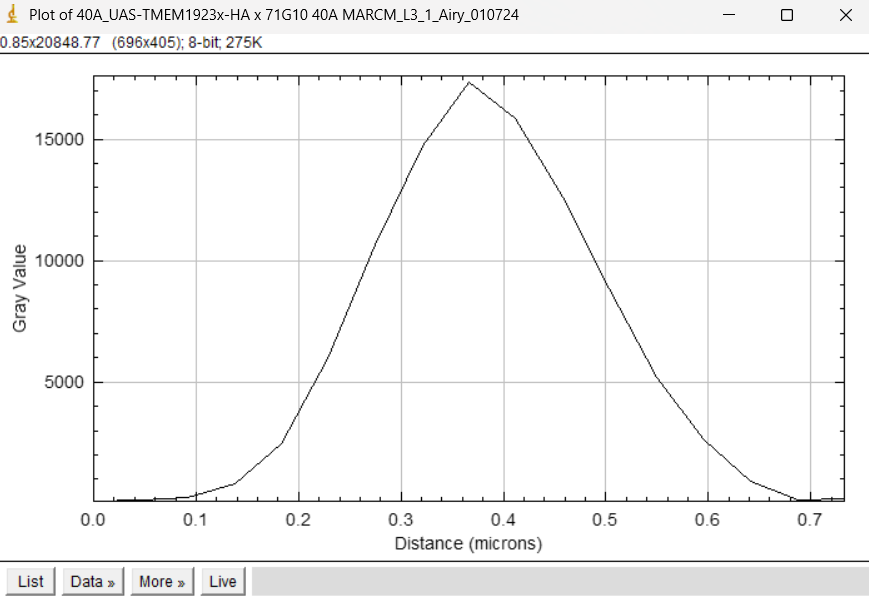 Plot of 40A_UAS-TMEM1923x-HA x 71G10 40A MARCM_L3_1_Airy_010724
0.85x20848.77 (696x405); 8-bit; 275K
15000
10000
5000
Gray Value
0.0 0.1 0.2 0.3 0.4 0.5 0.6 0.7
Distance (microns)
List Data » More » Live